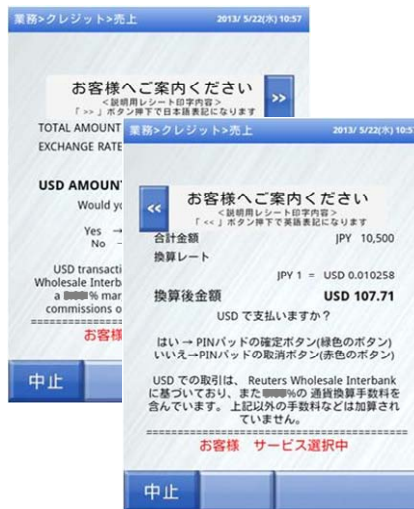 業務>クレジット>売上 2013/ 5/22(水) 10:57
お客様へご案内ください
<説明用レシート印字内容>
「 >> 」ボタン押下で日本語表記になります
>>
TOTAL AMOUNT
EXCHANGE RATE
USD AMOUN
Would yo
Yes →
No
USD transacti
Wholesale Interb
a % mar
commissions o
お客様
中止
業務>クレジット>売上 2013/ 5/22(水) 10:57
<<
お客様へご案内ください
<説明用レシート印字内容>
「 << 」ボタン押下で英語表記になります
合計金額 JPY 10,500
換算レート
JPY 1 = USD 0.010258
換算後金額 USD 107.71
USD で支払いますか？
はい → PINパッドの確定ボタン(緑色のボタン)
いいえ→PINパッドの取消ボタン(赤色のボタン)
USD での取引は、 Reuters Wholesale Interbank
に基づいており、また %の 通貨換算手数料を
含んでいます。 上記以外の手数料などは加算され
ていません。
お客様 サービス選択中
中止